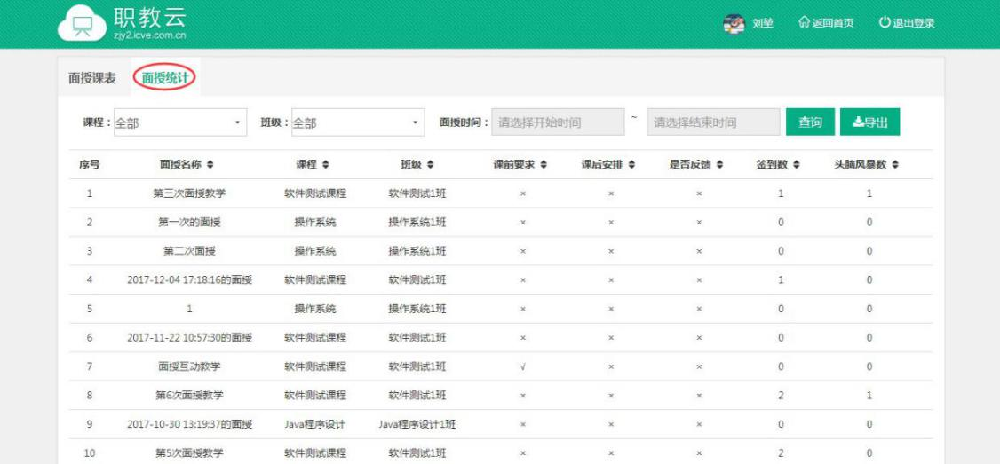 职教云
zjy2.icve.com.cn
刘堃 返回首页 退出登录
面授课表 面授统计
课程：全部 班级：全部 面授时间：请选择开始时间 ~ 请选择结束时间 查询 导出
序号 面授名称 课程 班级 课前要求 课后安排 是否反馈 签到数 头脑风暴数
1 第三次面授教学 软件测试课程 软件测试1班 × × × 1 1
2 第一次的面授 操作系统 操作系统1班 × × × 0 0
3 第二次面授 操作系统 操作系统1班 × × × 0 0
4 2017-12-04 17:18:16的面授 软件测试课程 软件测试1班 × × × 1 0
5 1 操作系统 操作系统1班 × × × 0 0
6 2017-11-22 10:57:30的面授 软件测试课程 软件测试1班 × × × 0 0
7 面授互动教学 软件测试课程 软件测试1班 √ × × 0 0
8 第6次面授教学 软件测试课程 软件测试1班 × × × 2 1
9 2017-10-30 13:19:37的面授 Java程序设计 Java程序设计1班 × × × 0 0
10 第5次面授教学 软件测试课程 软件测试1班 × × × 2 0